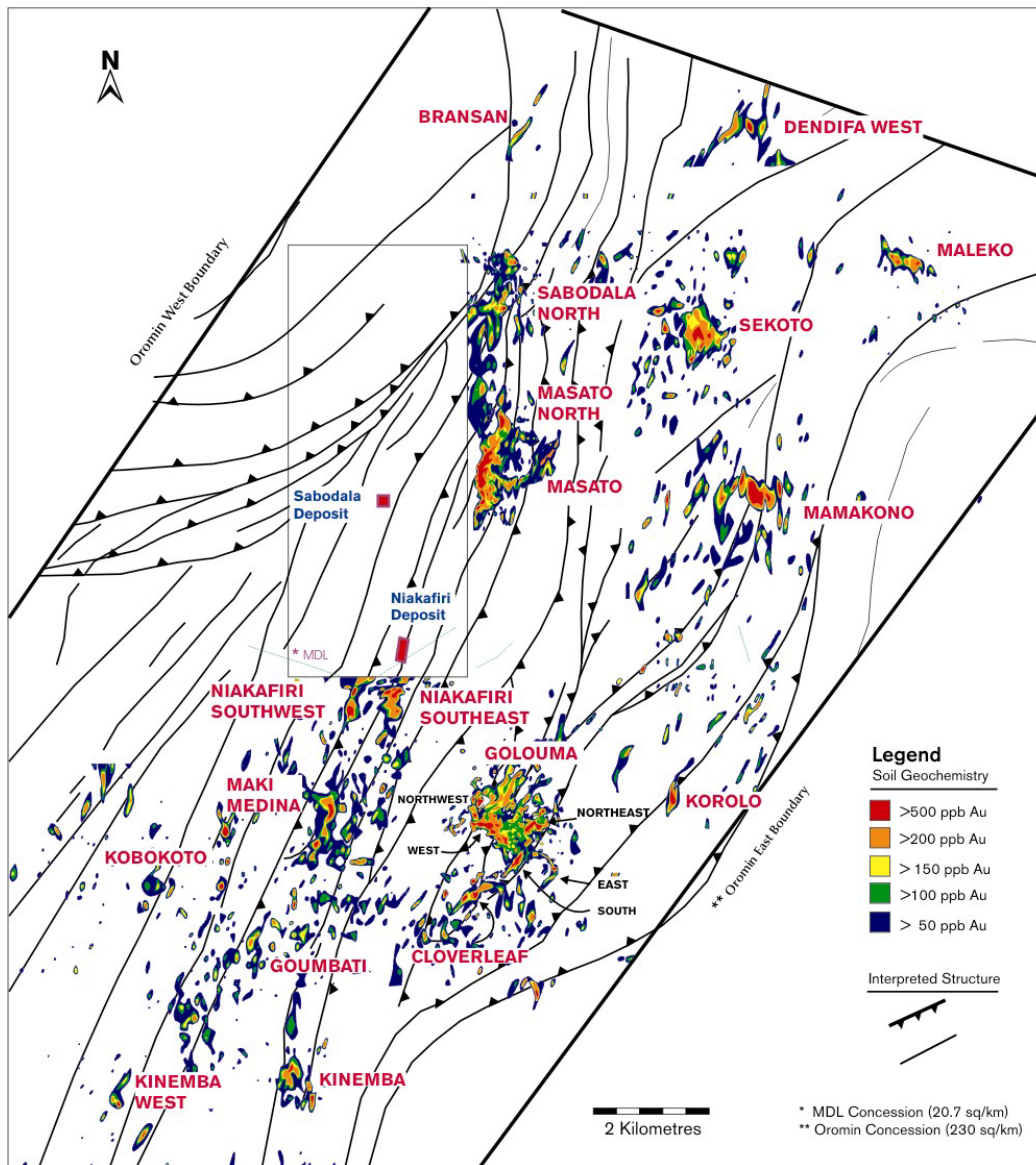 N
BRANSAN
DENDIFA WEST
Oromin West Boundary
MALEKO
SABODALA
NORTH
SEKOTO
MASATO
NORTH
MASATO
Sabodala
Deposit
MAMAKONO
Niakafiri
Deposit
* MDL
NIAKAFIRI
SOUTHWEST
NIAKAFIRI
SOUTHEAST
GOLOUMA
MAKI
MEDINA
NORTHWEST
NORTHEAST
KOROLO
WEST
KOBOKOTO
EAST
SOUTH
** Oromin East Boundary
CLOVERLEAF
GOUMBATI
KINEMBA
WEST
KINEMBA
Legend
Soil Geochemistry
>500 ppb Au
>200 ppb Au
> 150 ppb Au
>100 ppb Au
> 50 ppb Au
Interpreted Structure
2 Kilometres
* MDL Concession (20.7 sq/km)
** Oromin Concession (230 sq/km)